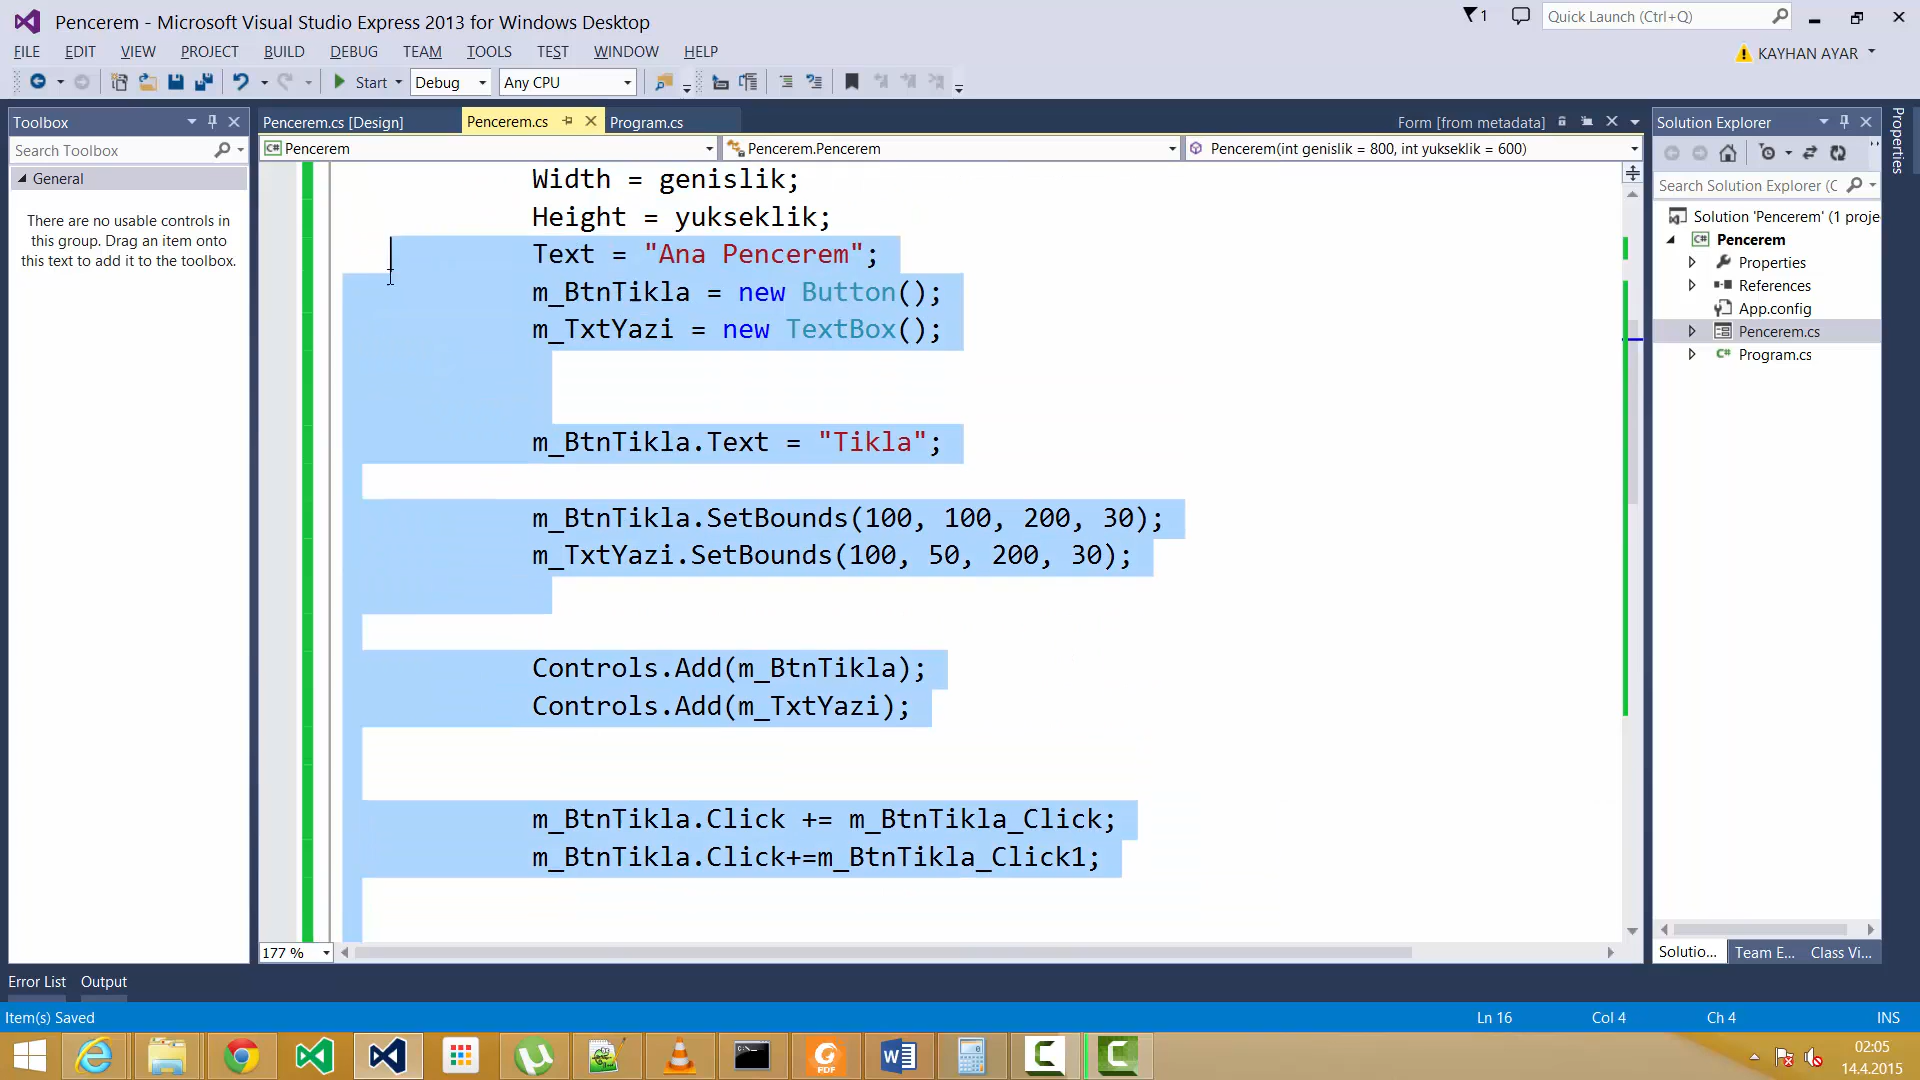 Pencerem - Microsoft Visual Studio Express 2013 for Windows Desktop
1
Quick Launch (Ctrl+Q)
FILE EDIT VIEW PROJECT BUILD DEBUG TEAM TOOLS TEST WINDOW HELP
KAYHAN AYAR
Start Debug Any CPU
Toolbox
Pencerem.cs [Design] Pencerem.cs Program.cs Form [from metadata]
Solution Explorer
Properties
Search Toolbox
Pencerem Pencerem.Pencerem Pencerem(int genislik = 800, int yukseklik = 600)
General
There are no usable controls in
this group. Drag an item onto
this text to add it to the toolbox.
Width = genislik;
Height = yukseklik;
Text = "Ana Pencerem";
m_BtnTikla = new Button();
m_TxtYazi = new TextBox();
m_BtnTikla.Text = "Tikla";
m_BtnTikla.SetBounds(100, 100, 200, 30);
m_TxtYazi.SetBounds(100, 50, 200, 30);
Controls.Add(m_BtnTikla);
Controls.Add(m_TxtYazi);
m_BtnTikla.Click += m_BtnTikla_Click;
m_BtnTikla.Click+=m_BtnTikla_Click1;
Search Solution Explorer (C
Solution 'Pencerem' (1 proje
Pencerem
Properties
References
App.config
Pencerem.cs
Program.cs
177 %
Solutio... Team E... Class Vi...
Error List Output
Item(s) Saved
Ln 16 Col 4 Ch 4 INS
PDF
02:05
14.4.2015